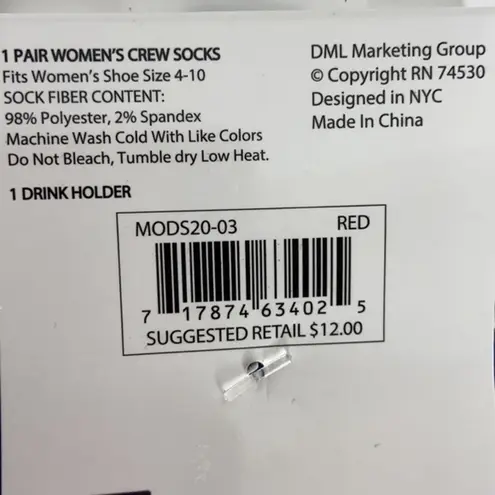 1 PAIR WOMEN'S CREW SOCKS
Fits Women's Shoe Size 4-10
SOCK FIBER CONTENT:
98% Polyester, 2% Spandex
Machine Wash Cold With Like Colors
Do Not Bleach, Tumble dry Low Heat.
1 DRINK HOLDER
DML Marketing Group
© Copyright RN 74530
Designed in NYC
Made In China
MODS20-03 RED
7 17874 63402 5
SUGGESTED RETAIL $12.00